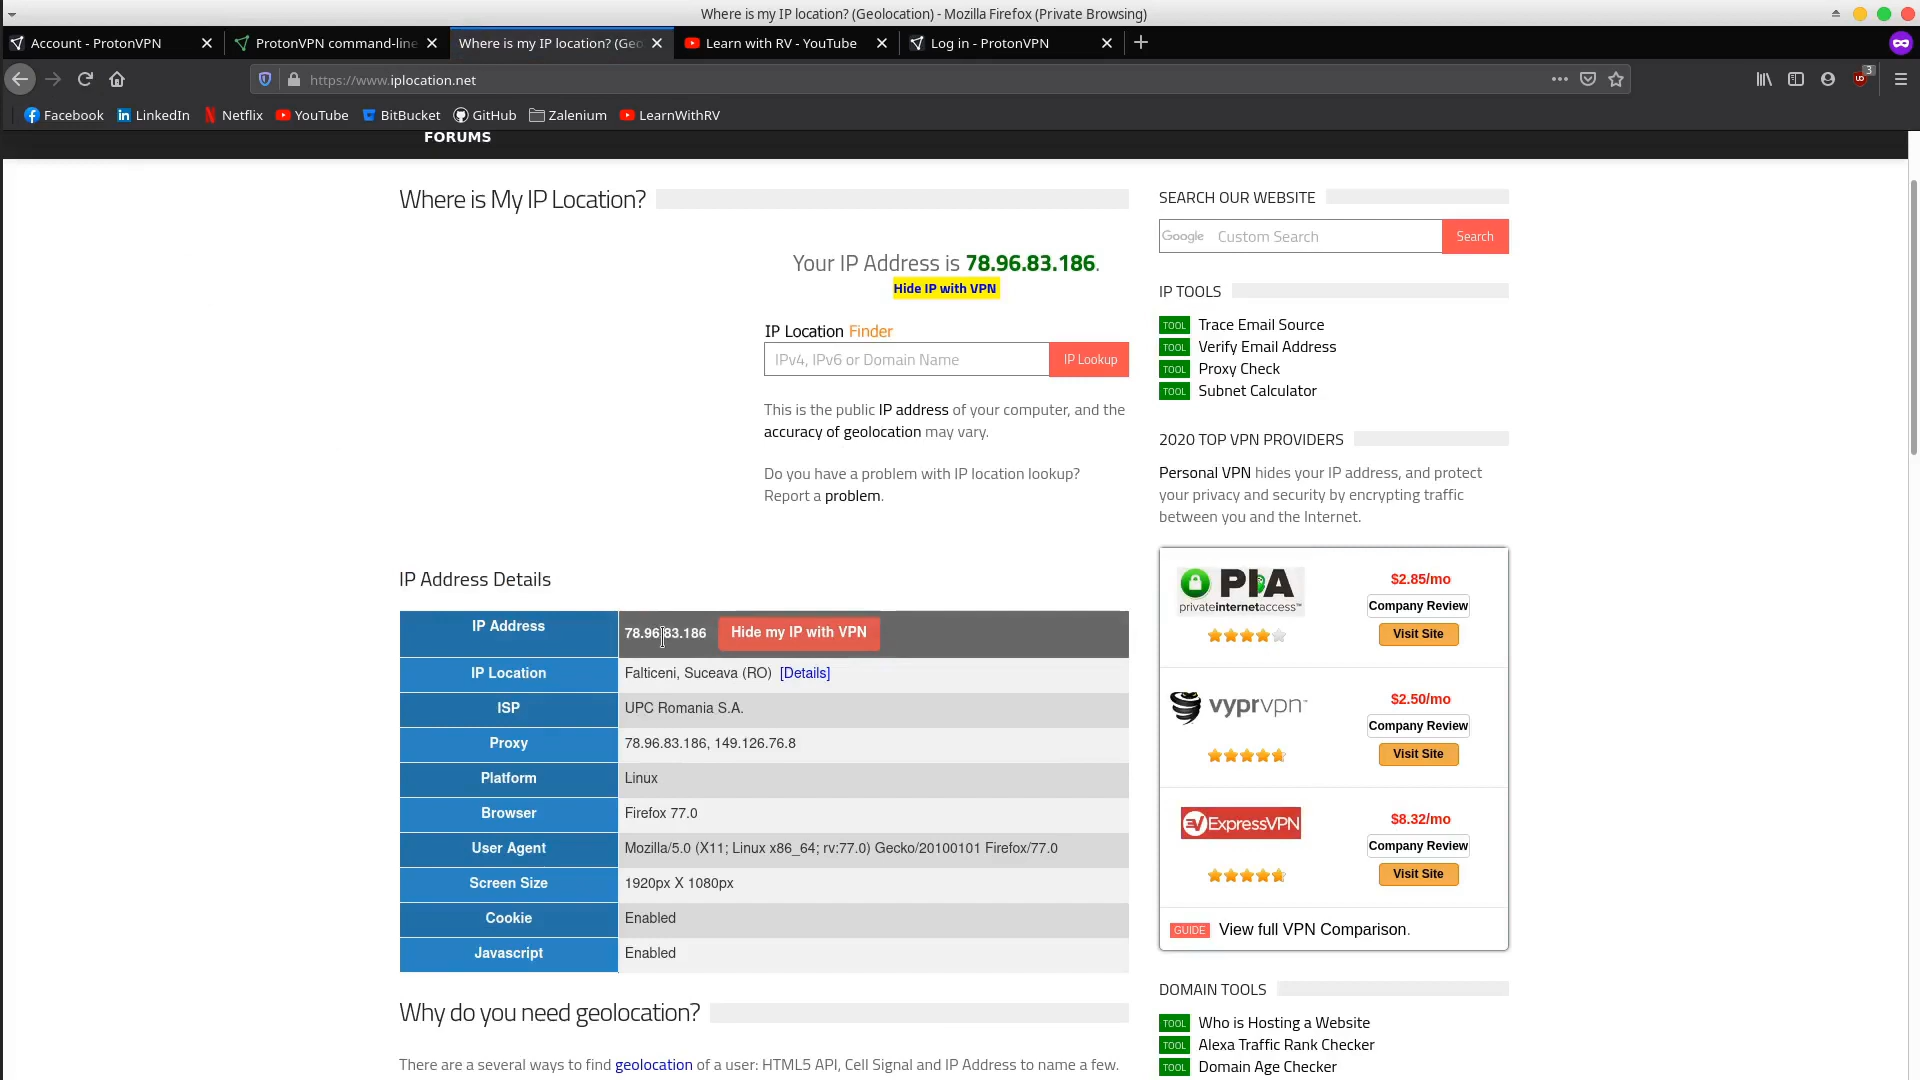 Where is my IP location? (Geolocation) - Mozilla Firefox (Private Browsing)
Account - ProtonVPN
ProtonVPN command-line
Where is my IP location? (Geo
Learn with RV - YouTube
Log in - ProtonVPN
https://www.iplocation.net
3
Facebook
LinkedIn
Netflix
YouTube
BitBucket
GitHub
Zalenium
LearnWithRV
FORUMS
Where is My IP Location?
Your IP Address is 78.96.83.186.
Hide IP with VPN
IP Location Finder
IPv4, IPv6 or Domain Name
IP Lookup
This is the public IP address of your computer, and the
accuracy of geolocation may vary.
Do you have a problem with IP location lookup?
Report a problem.
IP Address Details
IP Address 78.96.83.186 Hide my IP with VPN
IP Location Falticeni, Suceava (RO) [Details]
ISP UPC Romania S.A.
Proxy 78.96.83.186, 149.126.76.8
Platform Linux
Browser Firefox 77.0
User Agent Mozilla/5.0 (X11; Linux x86_64; rv:77.0) Gecko/20100101 Firefox/77.0
Screen Size 1920px X 1080px
Cookie Enabled
Javascript Enabled
Why do you need geolocation?
There are a several ways to find geolocation of a user: HTML5 API, Cell Signal and IP Address to name a few.
SEARCH OUR WEBSITE
Google Custom Search
Search
IP TOOLS
TOOL Trace Email Source
TOOL Verify Email Address
TOOL Proxy Check
TOOL Subnet Calculator
2020 TOP VPN PROVIDERS
Personal VPN hides your IP address, and protect
your privacy and security by encrypting traffic
between you and the Internet.
PIA
privateinternetaccess™
$2.85/mo
Company Review
Visit Site
vyprvpn™
$2.50/mo
Company Review
Visit Site
ExpressVPN
$8.32/mo
Company Review
Visit Site
GUIDE View full VPN Comparison.
DOMAIN TOOLS
TOOL Who is Hosting a Website
TOOL Alexa Traffic Rank Checker
TOOL Domain Age Checker